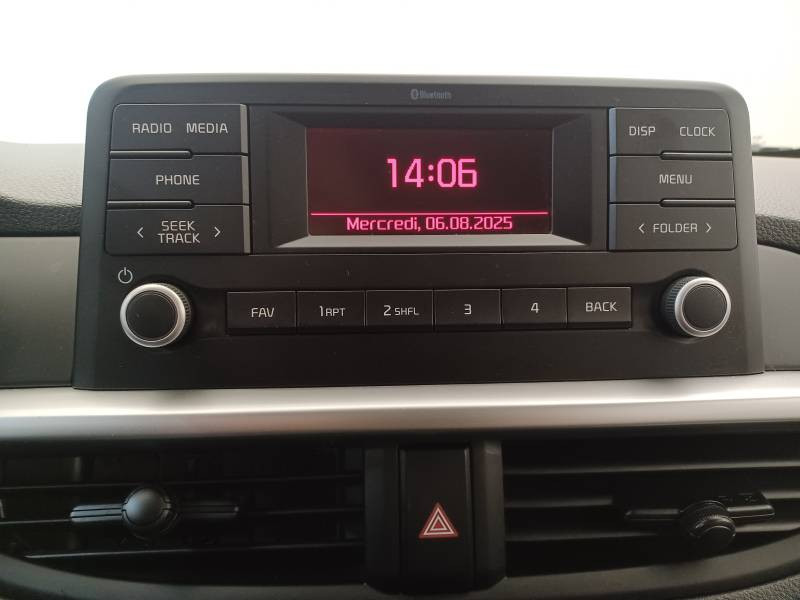 Bluetooth
RADIO MEDIA
DISP CLOCK
14:06
PHONE
MENU
Mercredi, 06.08.2025
< SEEK TRACK >
< FOLDER >
FAV 1 RPT 2 SHFL 3 4 BACK